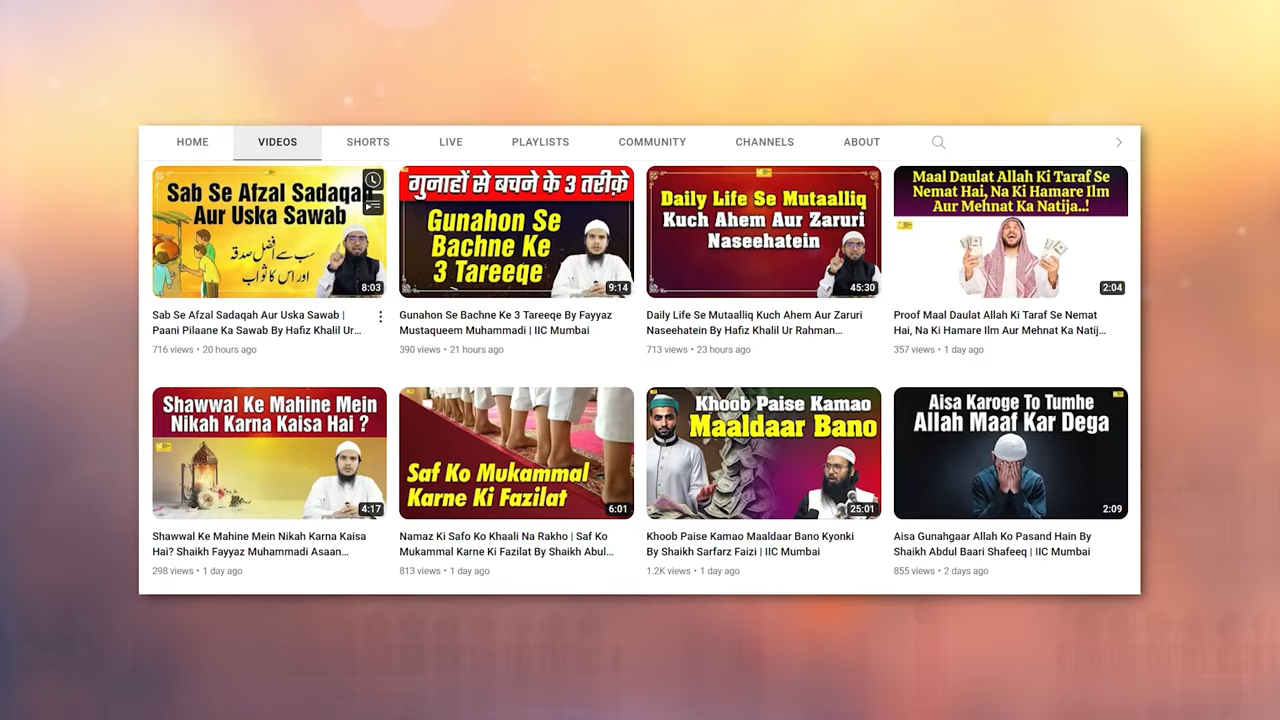 HOME VIDEOS SHORTS LIVE PLAYLISTS COMMUNITY CHANNELS ABOUT
Sab Se Afzal Sadaqah
Aur Uska Sawab
سب سے افضل صدقہ
اور اس کا ثواب
8:03
गुनाहों से बचने के 3 तरीक़े
Gunahon Se
Bachne Ke
3 Tareeqe
9:14
Daily Life Se Mutaalliq
Kuch Ahem Aur Zaruri
Naseehatein
45:30
Maal Daulat Allah Ki Taraf Se
Nemat Hai, Na Ki Hamare Ilm
Aur Mehnat Ka Natija..!
2:04
Sab Se Afzal Sadaqah Aur Uska Sawab |
Paani Pilaane Ka Sawab By Hafiz Khalil Ur...
716 views • 20 hours ago
Gunahon Se Bachne Ke 3 Tareeqe By Fayyaz
Mustaqueem Muhammadi | IIC Mumbai
390 views • 21 hours ago
Daily Life Se Mutaalliq Kuch Ahem Aur Zaruri
Naseehatein By Hafiz Khalil Ur Rahman...
713 views • 23 hours ago
Proof Maal Daulat Allah Ki Taraf Se Nemat
Hai, Na Ki Hamare Ilm Aur Mehnat Ka Natij...
357 views • 1 day ago
Shawwal Ke Mahine Mein
Nikah Karna Kaisa Hai ?
4:17
Saf Ko Mukammal
Karne Ki Fazilat
6:01
Khoob Paise Kamao
Maaldaar Bano
25:01
Aisa Karoge To Tumhe
Allah Maaf Kar Dega
2:09
Shawwal Ke Mahine Mein Nikah Karna Kaisa
Hai? Shaikh Fayyaz Muhammadi Asaan...
298 views • 1 day ago
Namaz Ki Safo Ko Khaali Na Rakho | Saf Ko
Mukammal Karne Ki Fazilat By Shaikh Abul...
813 views • 1 day ago
Khoob Paise Kamao Maaldaar Bano Kyonki
By Shaikh Sarfarz Faizi | IIC Mumbai
1.2K views • 1 day ago
Aisa Gunahgaar Allah Ko Pasand Hain By
Shaikh Abdul Baari Shafeeq | IIC Mumbai
855 views • 2 days ago